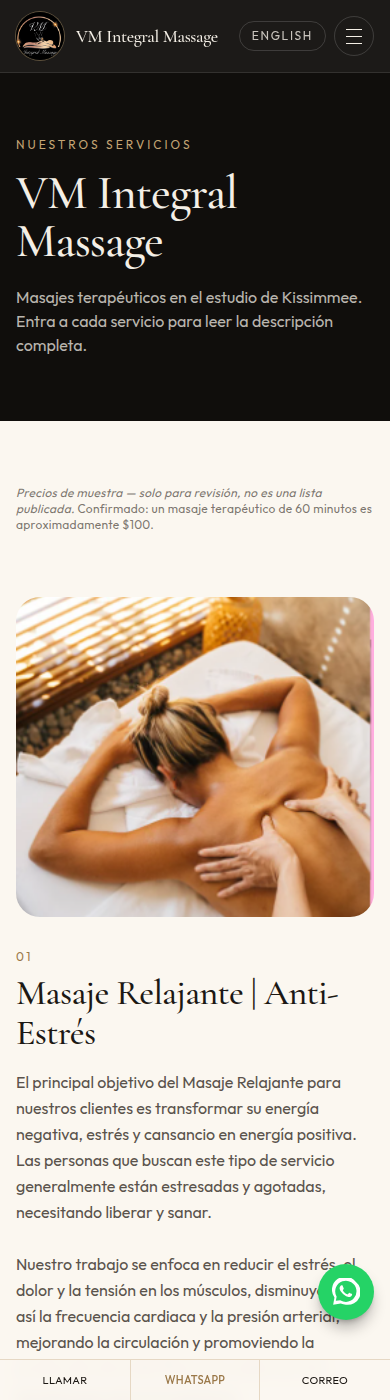 VM Integral Massage
ENGLISH
NUESTROS SERVICIOS
VM Integral
Massage
Masajes terapéuticos en el estudio de Kissimmee.
Entra a cada servicio para leer la descripción
completa.
Precios de muestra — solo para revisión, no es una lista
publicada. Confirmado: un masaje terapéutico de 60 minutos es
aproximadamente $100.
01
Masaje Relajante | Anti-
Estrés
El principal objetivo del Masaje Relajante para
nuestros clientes es transformar su energía
negativa, estrés y cansancio en energía positiva.
Las personas que buscan este tipo de servicio
generalmente están estresadas y agotadas,
necesitando liberar y sanar.
Nuestro trabajo se enfoca en reducir el estrés, el
dolor y la tensión en los músculos,
así la frecuencia cardiaca y la presión arterial,
mejorando la circulación y promoviendo la
LLAMAR
WHATSAPP
CORREO